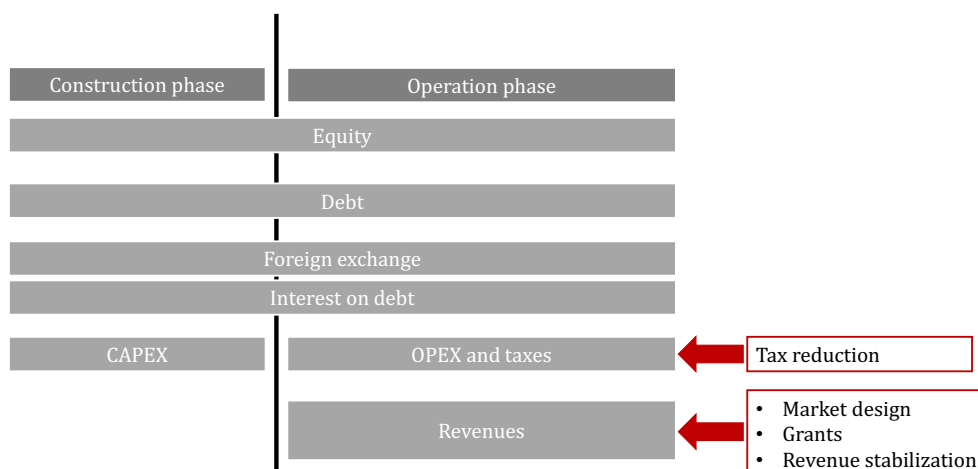 Construction phase
Operation phase
Equity
Debt
Foreign exchange
Interest on debt
CAPEX
OPEX and taxes
Tax reduction
Revenues
• Market design
• Grants
• Revenue stabilization